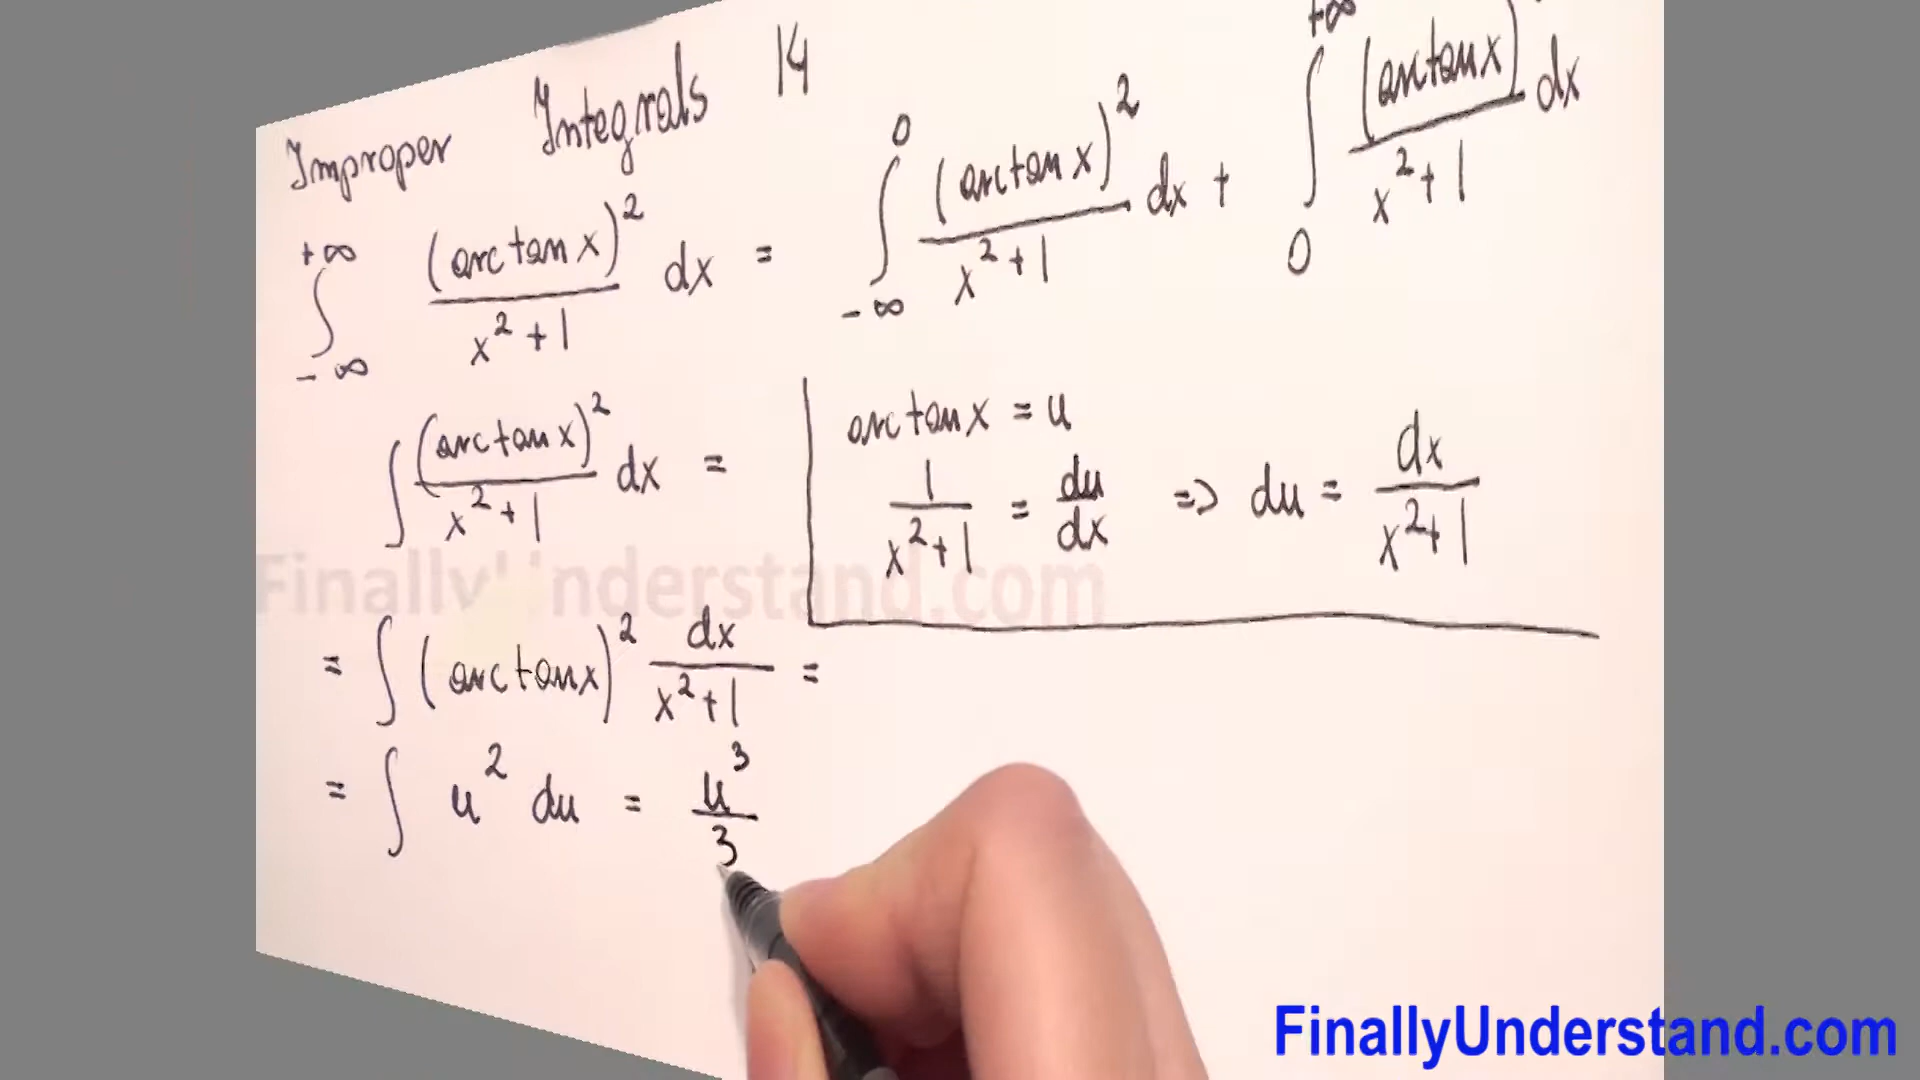 Improper Integrals 14
+∞ ∫ -∞ (arctan x)² / x²+1 dx = 0 ∫ -∞ (arctan x)² / x²+1 dx + +∞ ∫ 0 (arctan x) / x²+1 dx
∫ (arctan x)² / x²+1 dx =
arctan x = u
1 / x²+1 = du / dx ⇒ du = dx / x²+1
FinallyUnderstand.com
= ∫ (arctan x)² dx / x²+1 =
= ∫ u² du = u³ / 3
FinallyUnderstand.com